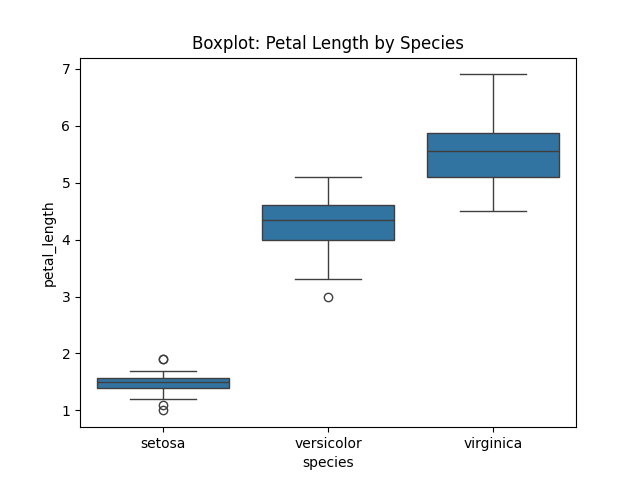 Boxplot: Petal Length by Species
7
6
5
4
3
2
1
petal_length
setosa versicolor virginica
species